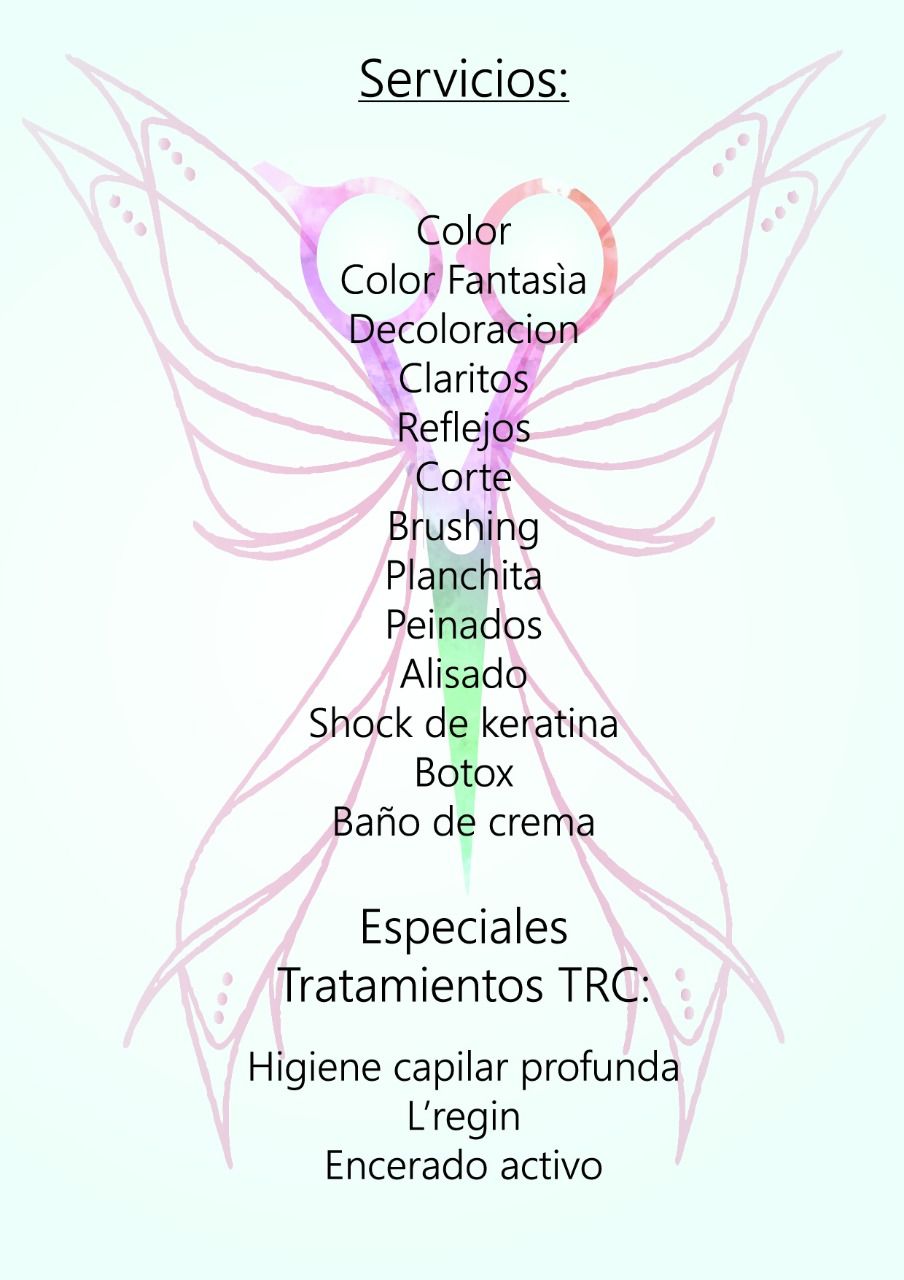 Servicios:
Color
Color Fantasìa
Decoloracion
Claritos
Reflejos
Corte
Brushing
Planchita
Peinados
Alisado
Shock de keratina
Botox
Baño de crema
Especiales
Tratamientos TRC:
Higiene capilar profunda
L’regin
Encerado activo